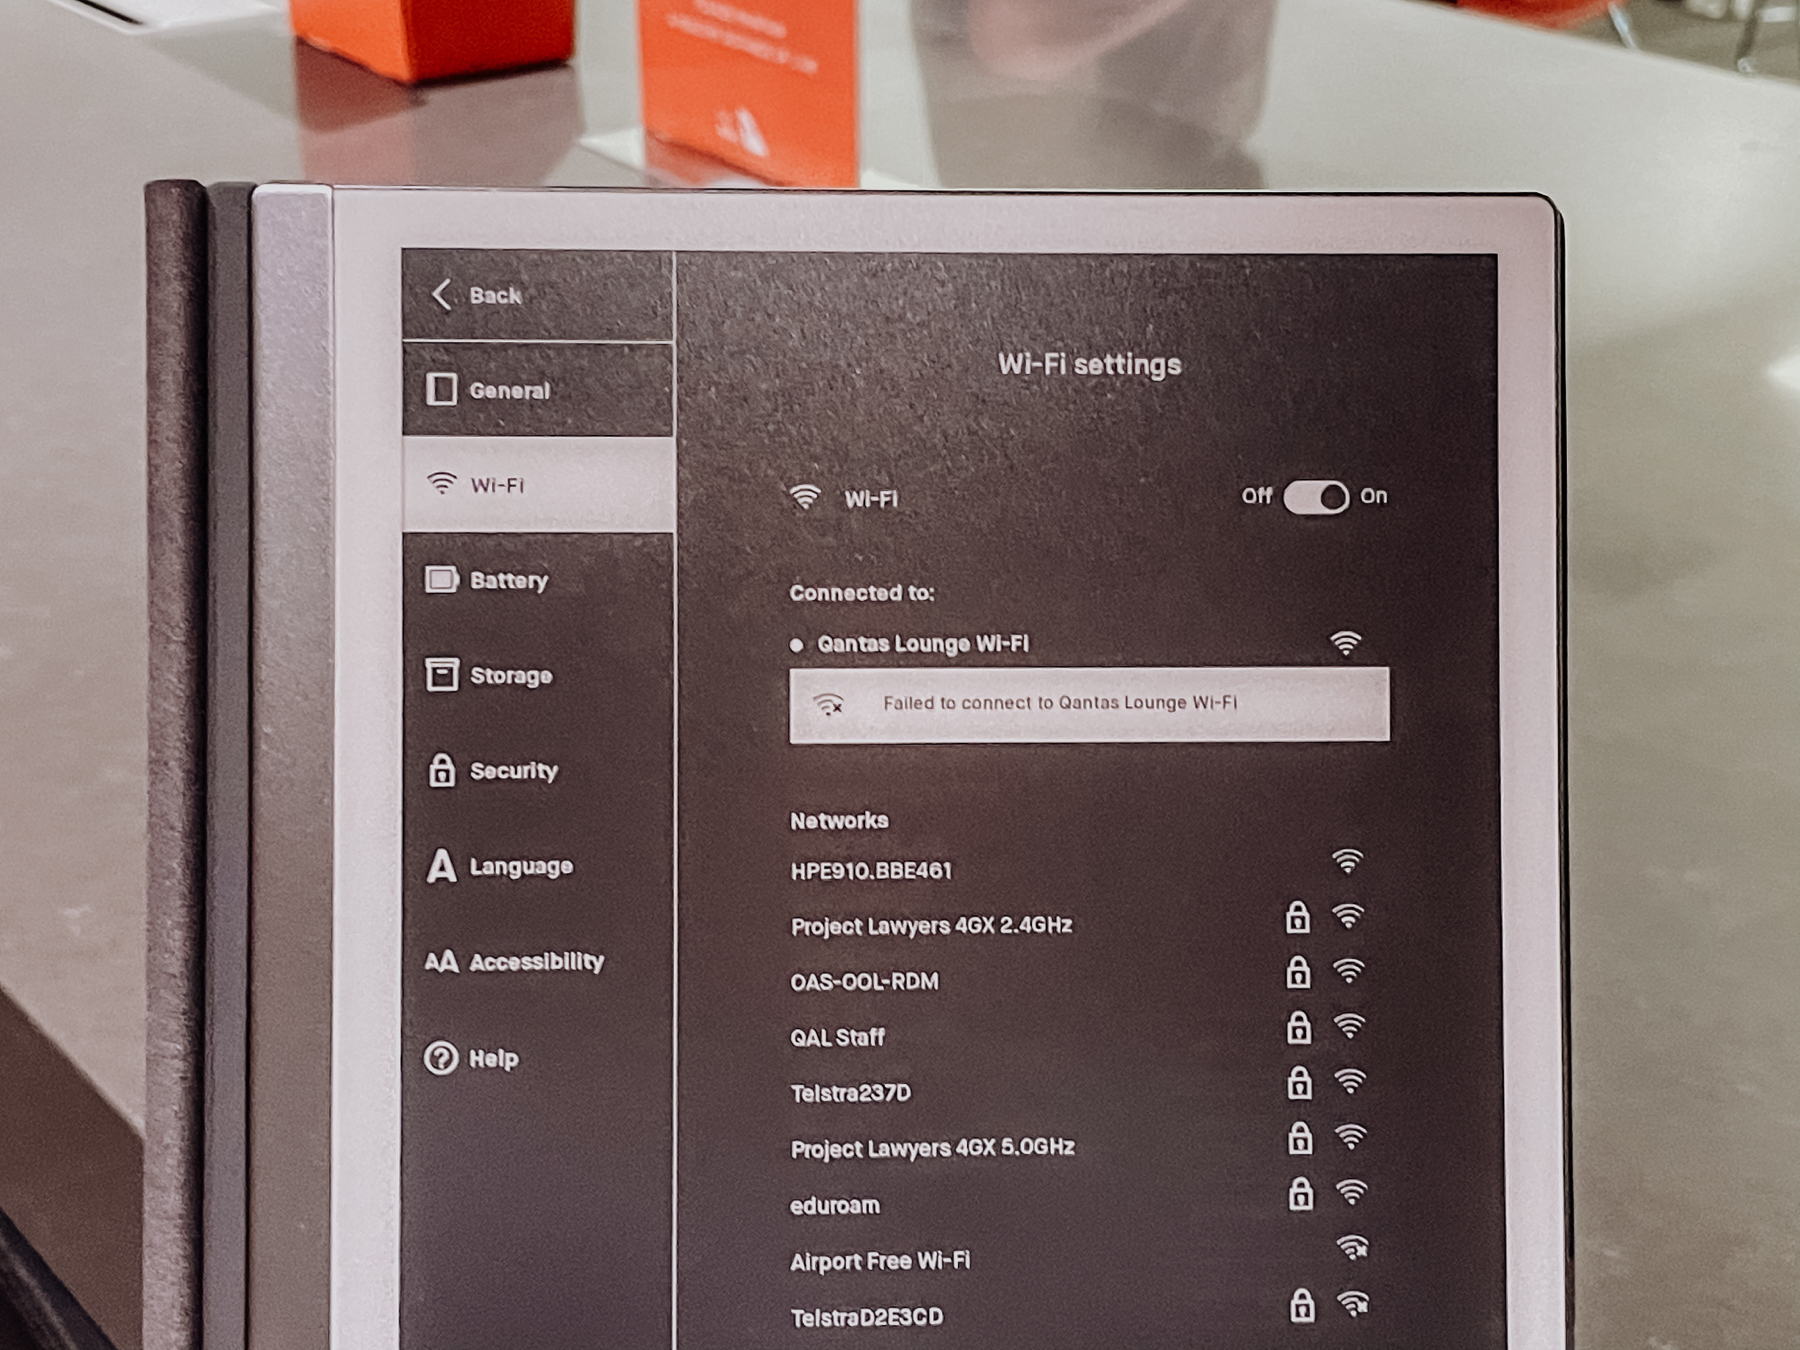 Back
General
Wi-Fi
Battery
Storage
Security
Language
Accessibility
Help
Wi-Fi settings
Wi-Fi
Off On
Connected to:
Qantas Lounge Wi-Fi
Failed to connect to Qantas Lounge Wi-Fi
Networks
HPE910.BBE461
Project Lawyers 4GX 2.4GHz
OAS-OOL-RDM
QAL Staff
Telstra237D
Project Lawyers 4GX 5.0GHz
eduroam
Airport Free Wi-Fi
TelstraD2E3CD